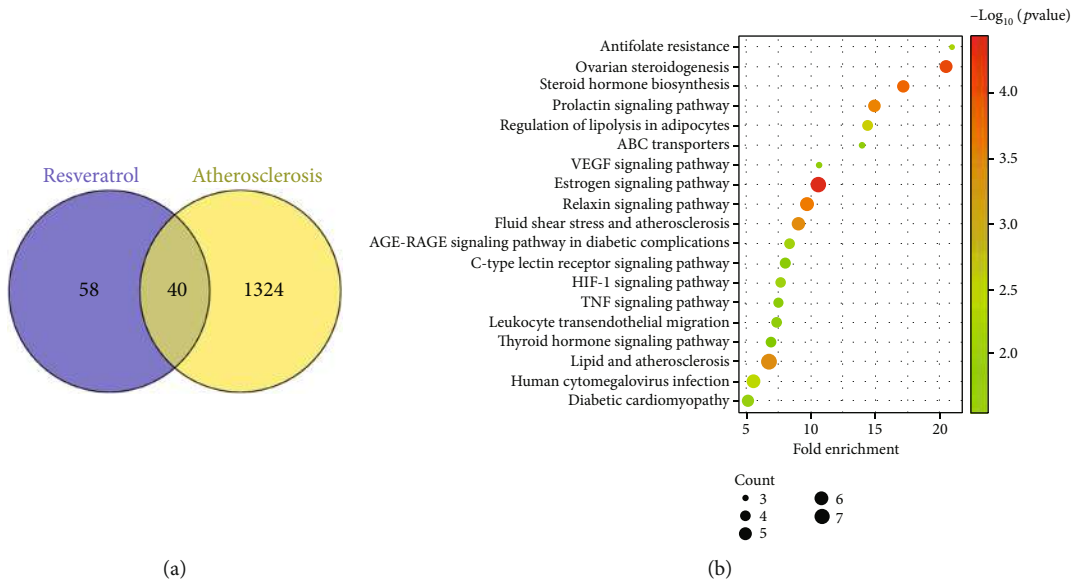 Resveratrol
Atherosclerosis
58
40
1324
(a)
–Log10 (pvalue)
Antifolate resistance
Ovarian steroidogenesis
Steroid hormone biosynthesis
Prolactin signaling pathway
Regulation of lipolysis in adipocytes
ABC transporters
VEGF signaling pathway
Estrogen signaling pathway
Relaxin signaling pathway
Fluid shear stress and atherosclerosis
AGE-RAGE signaling pathway in diabetic complications
C-type lectin receptor signaling pathway
HIF-1 signaling pathway
TNF signaling pathway
Leukocyte transendothelial migration
Thyroid hormone signaling pathway
Lipid and atherosclerosis
Human cytomegalovirus infection
Diabetic cardiomyopathy
4.0
3.5
3.0
2.5
2.0
5
10
15
20
Fold enrichment
Count
3
4
5
6
7
(b)